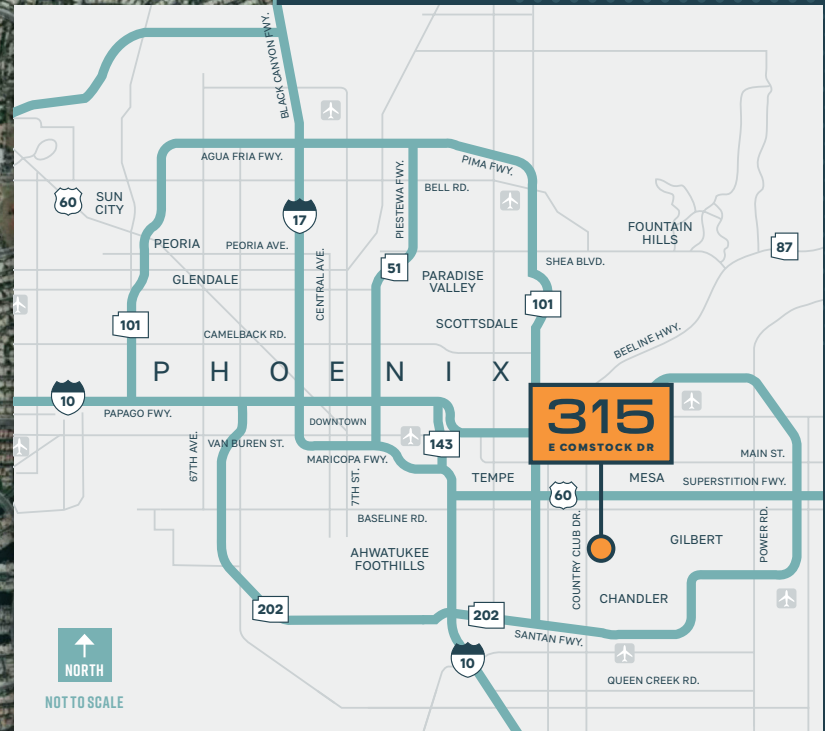 BLACK CANYON FWY.
AGUA FRIA FWY.
PIMA FWY.
PIESTEWA FWY.
BELL RD.
60
SUN
CITY
17
FOUNTAIN
HILLS
87
PEORIA
PEORIA AVE.
CENTRAL AVE.
51
SHEA BLVD.
GLENDALE
PARADISE
VALLEY
101
101
SCOTTSDALE
CAMELBACK RD.
BEELINE HWY.
PHOENIX
10
PAPAGO FWY.
315
E COMSTOCK DR
DOWNTOWN
67TH AVE.
VAN BUREN ST.
143
MARICOPA FWY.
MAIN ST.
7TH ST.
TEMPE
MESA
SUPERSTITION FWY.
60
BASELINE RD.
COUNTRY CLUB DR.
GILBERT
POWER RD.
AHWATUKEE
FOOTHILLS
CHANDLER
202
202
SANTAN FWY.
10
QUEEN CREEK RD.
NORTH
NOT TO SCALE